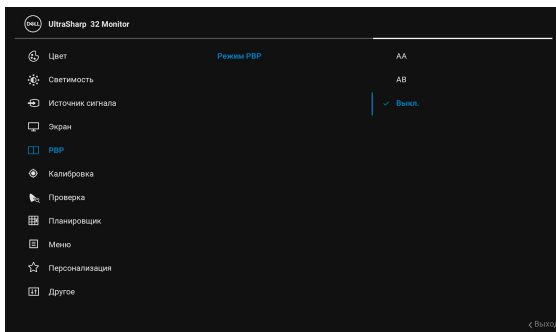 DELL UltraSharp 32 Monitor
Цвет Режим PBP AA
Светимость AB
Источник сигнала Выкл.
Экран
PBP
Калибровка
Проверка
Планировщик
Меню
Персонализация
Другое
Выход